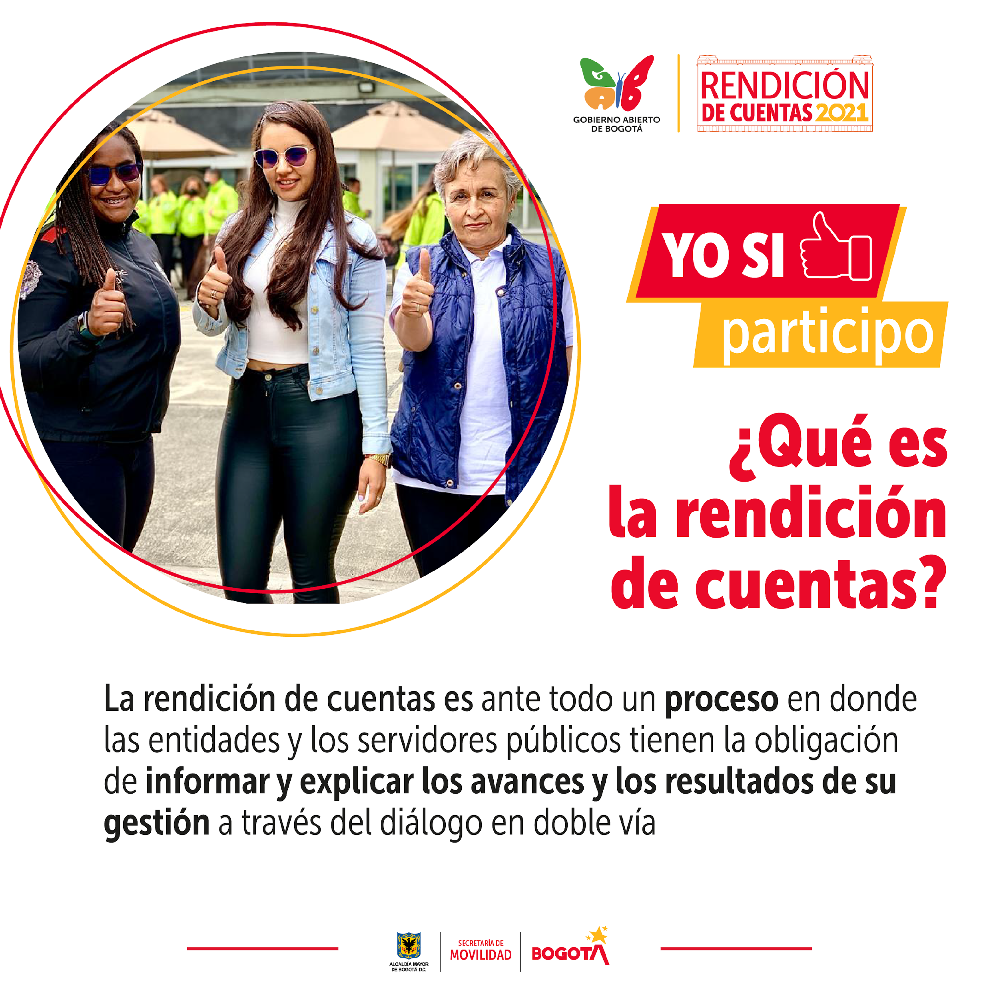 GAB
GOBIERNO ABIERTO
DE BOGOTÁ
RENDICIÓN
DE CUENTAS 2021
YO SI
participo
¿Qué es
la rendición
de cuentas?
La rendición de cuentas es ante todo un proceso en donde
las entidades y los servidores públicos tienen la obligación
de informar y explicar los avances y los resultados de su
gestión a través del diálogo en doble vía
ALCALDÍA MAYOR
DE BOGOTÁ D.C.
SECRETARÍA DE
MOVILIDAD
BOGOTÁ